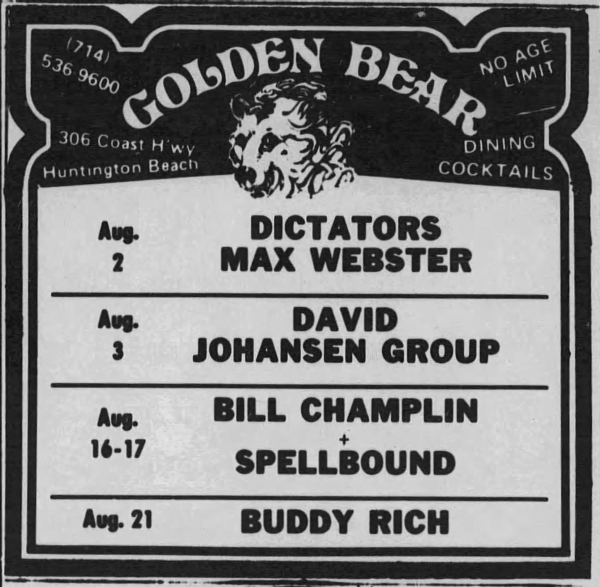 (714)
536 9600
GOLDEN BEAR
NO AGE
LIMIT
306 Coast H'wy
Huntington Beach
DINING
COCKTAILS
Aug.
2
DICTATORS
MAX WEBSTER
Aug.
3
DAVID
JOHANSEN GROUP
Aug.
16-17
BILL CHAMPLIN
+
SPELLBOUND
Aug. 21
BUDDY RICH